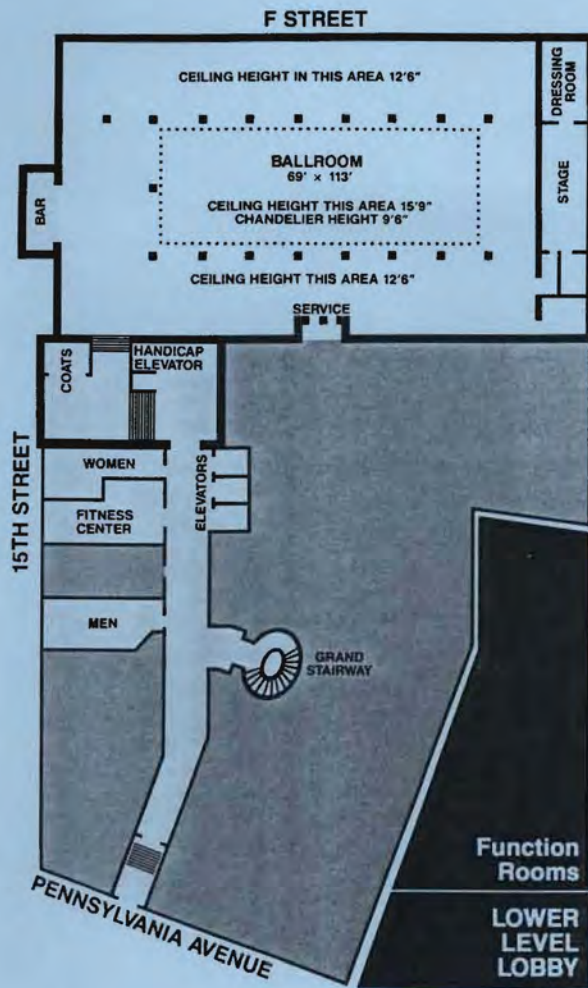 F STREET
CEILING HEIGHT IN THIS AREA 12'6"
DRESSING
ROOM
BALLROOM
69' × 113'
CEILING HEIGHT THIS AREA 15'9"
CHANDELIER HEIGHT 9'6"
STAGE
BAR
CEILING HEIGHT THIS AREA 12'6"
SERVICE
COATS
HANDICAP
ELEVATOR
15TH STREET
WOMEN
ELEVATORS
FITNESS
CENTER
MEN
GRAND
STAIRWAY
PENNSYLVANIA AVENUE
Function
Rooms
LOWER
LEVEL
LOBBY